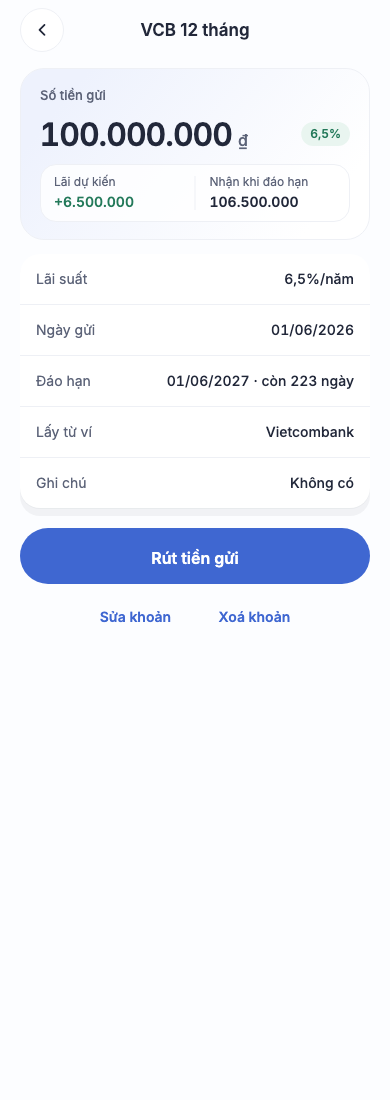 VCB 12 tháng
Số tiền gửi
100.000.000 ₫
6,5%
Lãi dự kiến
+6.500.000
Nhận khi đáo hạn
106.500.000
Lãi suất
6,5%/năm
Ngày gửi
01/06/2026
Đáo hạn
01/06/2027 · còn 223 ngày
Lấy từ ví
Vietcombank
Ghi chú
Không có
Rút tiền gửi
Sửa khoản
Xoá khoản